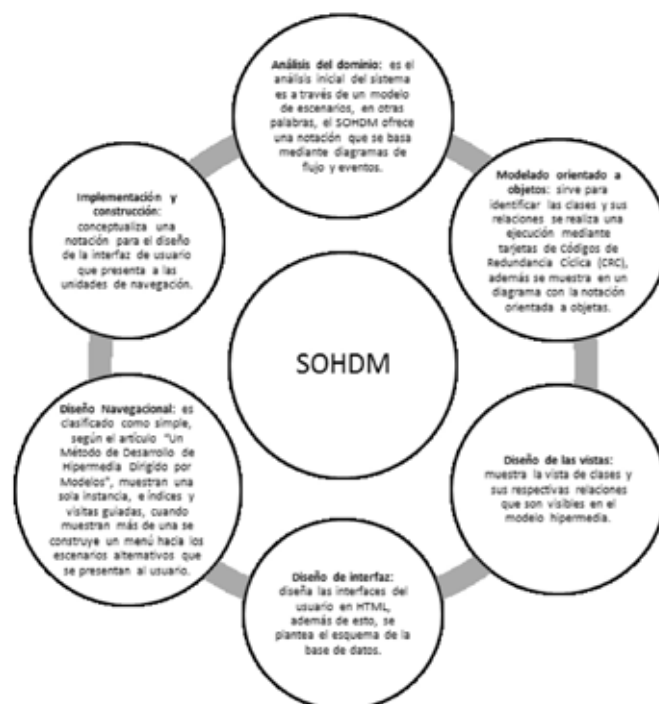 Análisis del dominio: es el
análisis inicial del sistema
es a través de un modelo
de escenarios, en otras
palabras, el SOHDM ofrece
una notación que se basa
mediante diagramas de
flujo y eventos.
Modelado orientado a
objetos: sirve para
identificar las clases y sus
relaciones se realiza una
ejecución mediante
tarjetas de Códigos de
Redundancia Cíclica (CRC),
además se muestra en un
diagrama con la notación
orientada a objetas.
Diseño de las vistas:
muestra la vista de clases y
sus respectivas relaciones
que son visibles en el
modelo hipermedia.
Diseño de interfaz:
diseña las interfaces del
usuario en HTML,
además de esto, se
plantea el esquema de la
base de datos.
Diseño Navegacional: es
clasificado como simple,
según el artículo "Un
Método de Desarrollo de
Hipermedia Dirigido por
Modelos", muestran una
sola instancia, e índices y
visitas guiadas, cuando
muestran más de una se
construye un menú hacia los
escenarios alternativos que
se presentan al usuario.
Implementación y
construcción:
conceptualiza una
notación para el diseño
de la interfaz de usuario
que presenta a las
unidades de navegación.
SOHDM